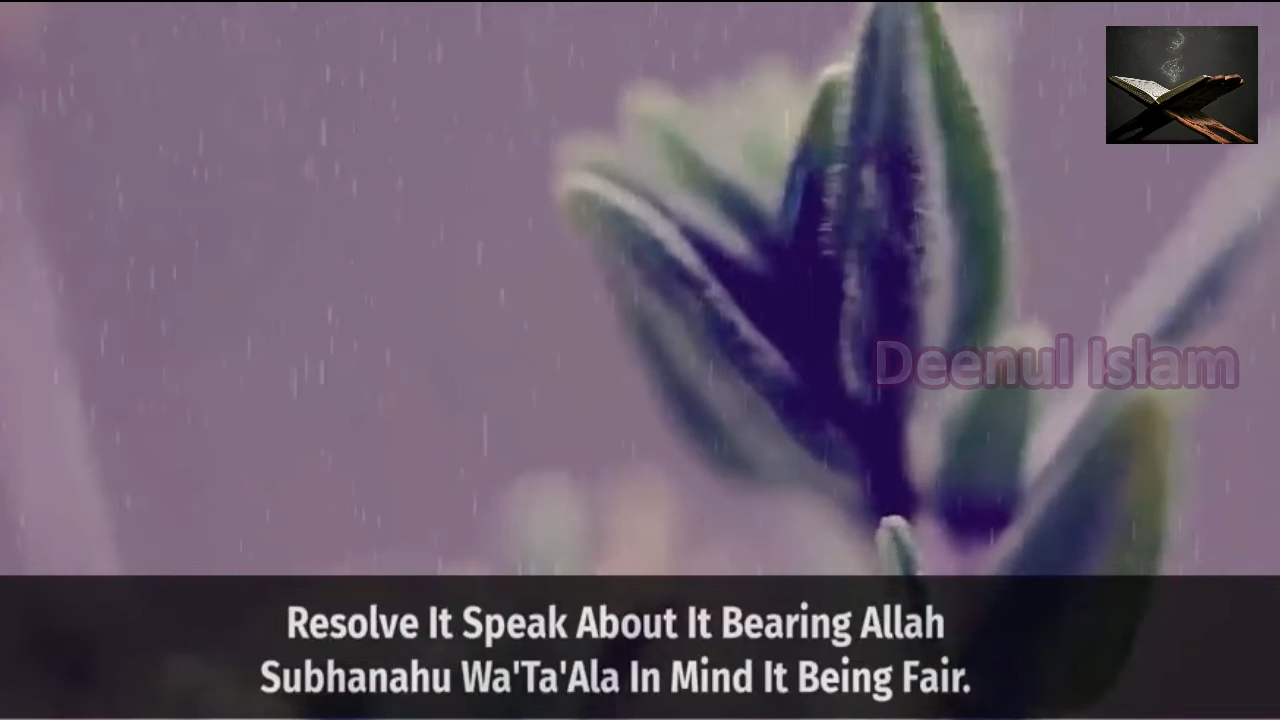 Deenul Islam
Resolve It Speak About It Bearing Allah
Subhanahu Wa'Ta'Ala In Mind It Being Fair.